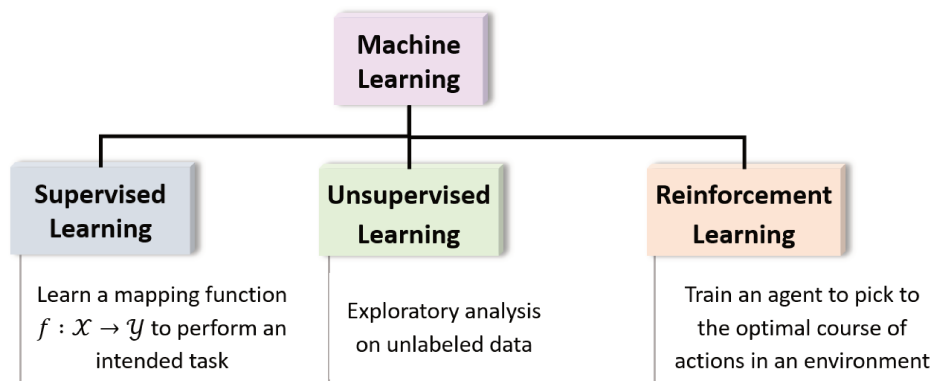 Machine
Learning
Supervised
Learning
Unsupervised
Learning
Reinforcement
Learning
Learn a mapping function
𝑓 : 𝒳 → 𝒴 to perform an
intended task
Exploratory analysis
on unlabeled data
Train an agent to pick to
the optimal course of
actions in an environment